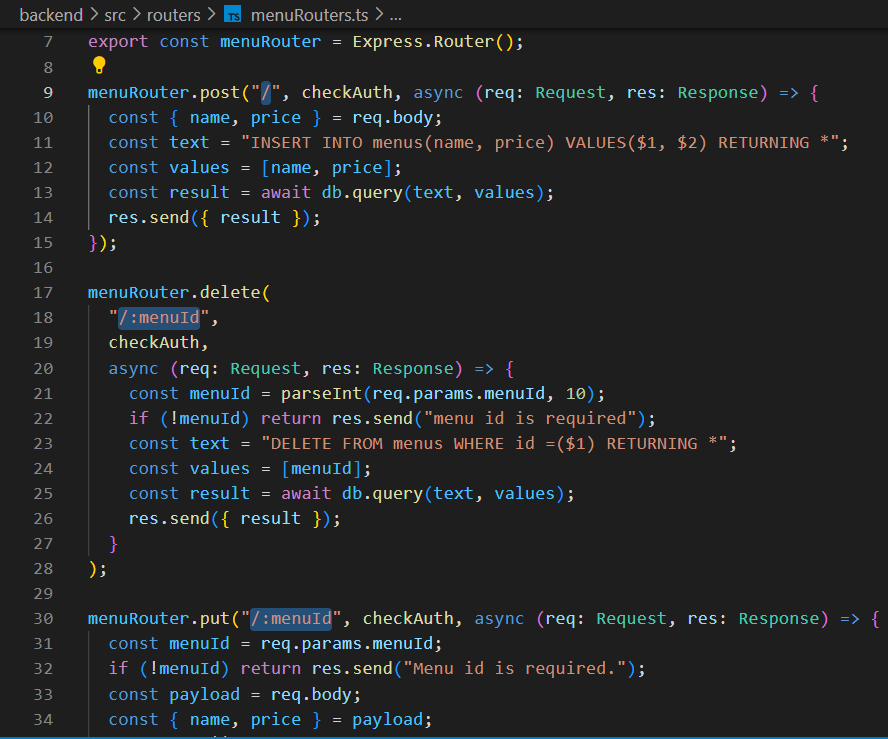 backend > src > routers > TS menuRouters.ts > ...
7 export const menuRouter = Express.Router();
8
9 menuRouter.post("/", checkAuth, async (req: Request, res: Response) => {
10 const { name, price } = req.body;
11 const text = "INSERT INTO menus(name, price) VALUES($1, $2) RETURNING *";
12 const values = [name, price];
13 const result = await db.query(text, values);
14 res.send({ result });
15 });
16
17 menuRouter.delete(
18 "/:menuId",
19 checkAuth,
20 async (req: Request, res: Response) => {
21 const menuId = parseInt(req.params.menuId, 10);
22 if (!menuId) return res.send("menu id is required");
23 const text = "DELETE FROM menus WHERE id =($1) RETURNING *";
24 const values = [menuId];
25 const result = await db.query(text, values);
26 res.send({ result });
27 }
28 );
29
30 menuRouter.put("/:menuId", checkAuth, async (req: Request, res: Response) => {
31 const menuId = req.params.menuId;
32 if (!menuId) return res.send("Menu id is required.");
33 const payload = req.body;
34 const { name, price } = payload;